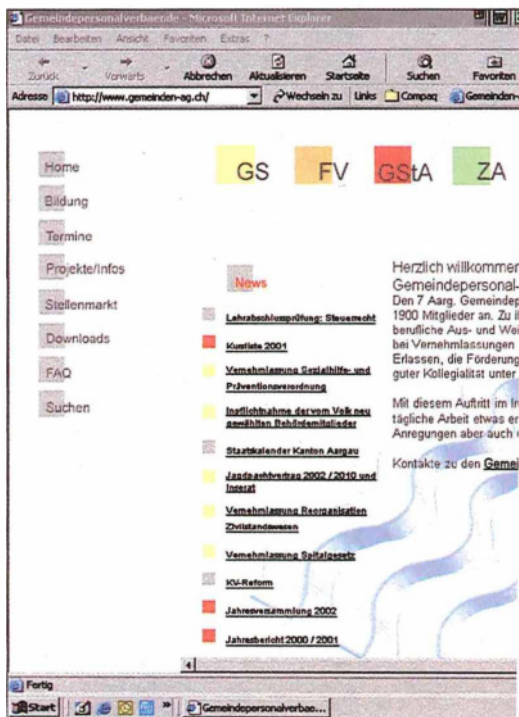 Gemeindepersonalverbaende - Microsoft Internet Explorer
Datei Bearbeiten Ansicht Favoriten Extras ?
Zurück Vorwärts Abbrechen Aktualisieren Startseite Suchen Favoriten
Adresse http://www.gemeinden-ag.ch/ Wechseln zu Links Compaq Gemeinden-
GS FV GStA ZA
Home
Bildung
Termine
Projekte/Infos
Stellenmarkt
Downloads
FAQ
Suchen
News
Lehrabschlussprüfung: Steuerrecht
Kursliste 2001
Vernehmlassung Sozialhilfe- und
Präventionsverordnung
Inpflichtnahme der vom Volk neu
gewählten Behördemitglieder
Staatskalender Kanton Aargau
Jagdpachtvertrag 2002 / 2010 und
Inserat
Vernehmlassung Reorganisation
Zivilstandswesen
Vernehmlassung Spitalgesetz
KV-Reform
Jahresversammlung 2002
Jahresbericht 2000 / 2001
Herzlich willkommen
Gemeindepersonal-
Den 7 Aarg. Gemeindep
1900 Mitglieder an. Zu i
berufliche Aus- und Wei
bei Vernehmlassungen
Erlassen, die Förderung
guter Kollegialität unter
Mit diesem Auftritt im In
tägliche Arbeit etwas er
Anregungen aber auch
Kontakte zu den Gemei
Fertig
Start Gemeindepersonalverbae...